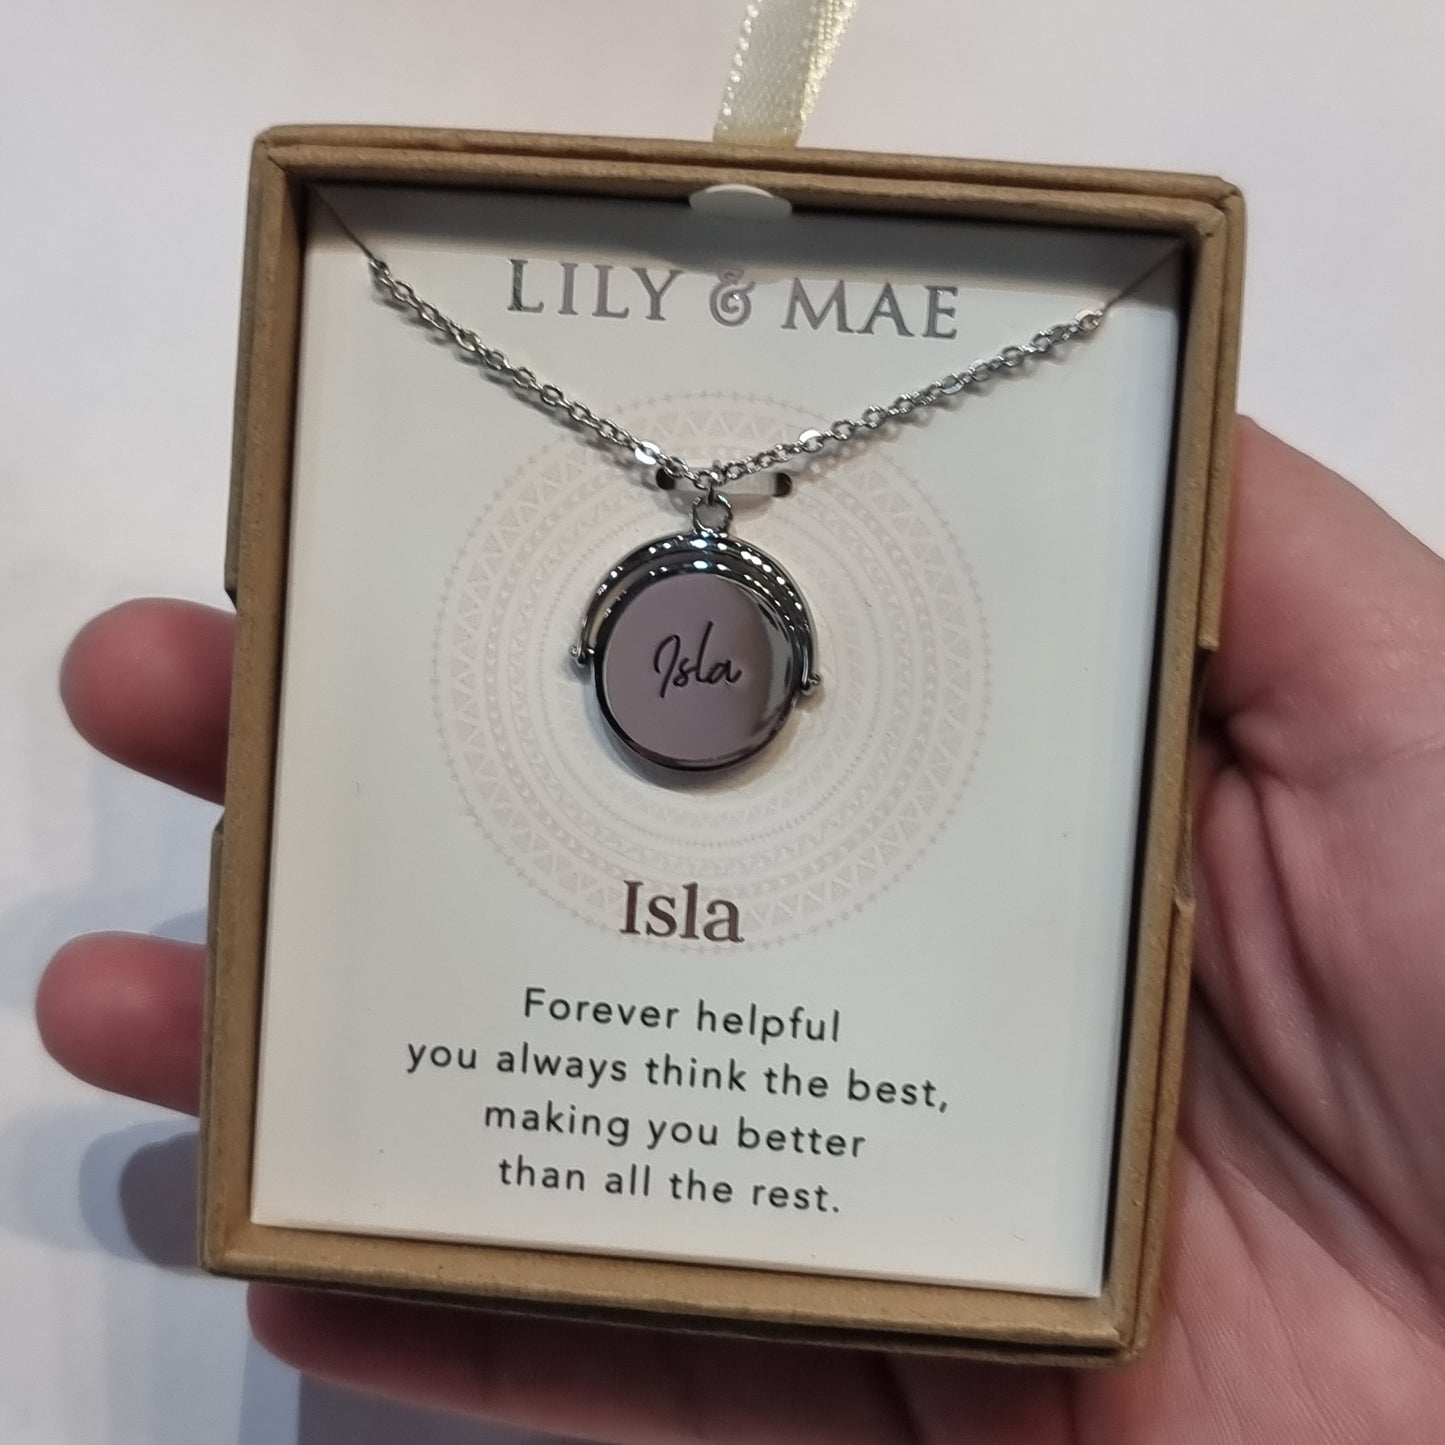 LILY & MAE
Isla
Isla
Forever helpful
you always think the best,
making you better
than all the rest.